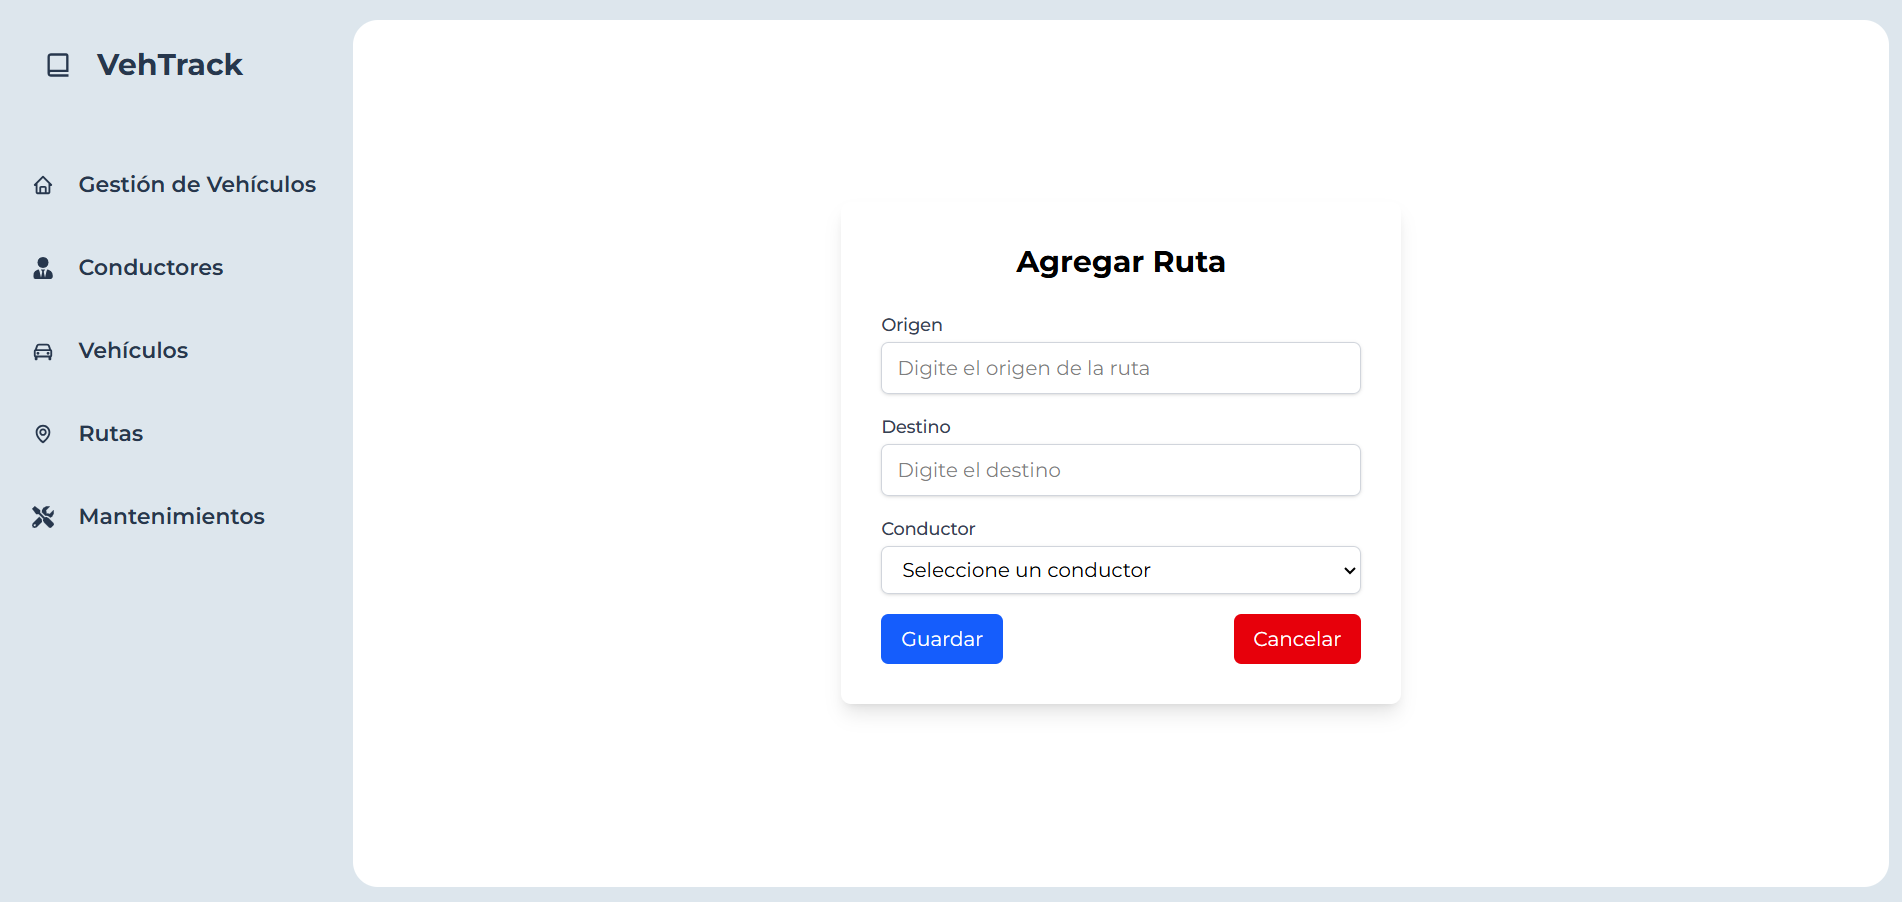 VehTrack
Gestión de Vehículos
Conductores
Vehículos
Rutas
Mantenimientos
Agregar Ruta
Origen
Digite el origen de la ruta
Destino
Digite el destino
Conductor
Seleccione un conductor
Guardar
Cancelar